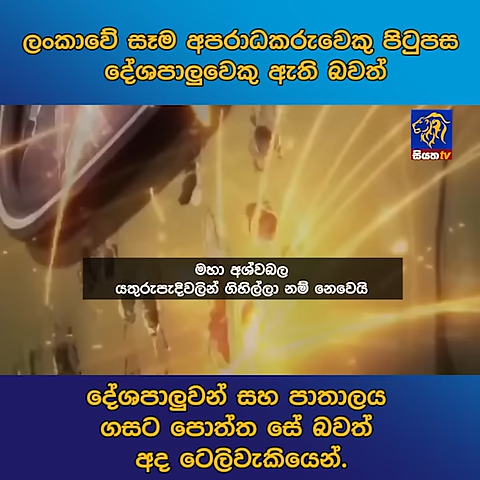 ලංකාවේ සෑම අපරාධකරුවෙකු පිටුපස
දේශපාලුවෙකු ඇති බවත්
සියත tv
මහා අශ්වබල
යතුරුපැදිවලින් ගිහිල්ලා නම් නෙවෙයි
දේශපාලුවන් සහ පාතාලය
ගසට පොත්ත සේ බවත්
අද ටෙලිවැකියෙන්.